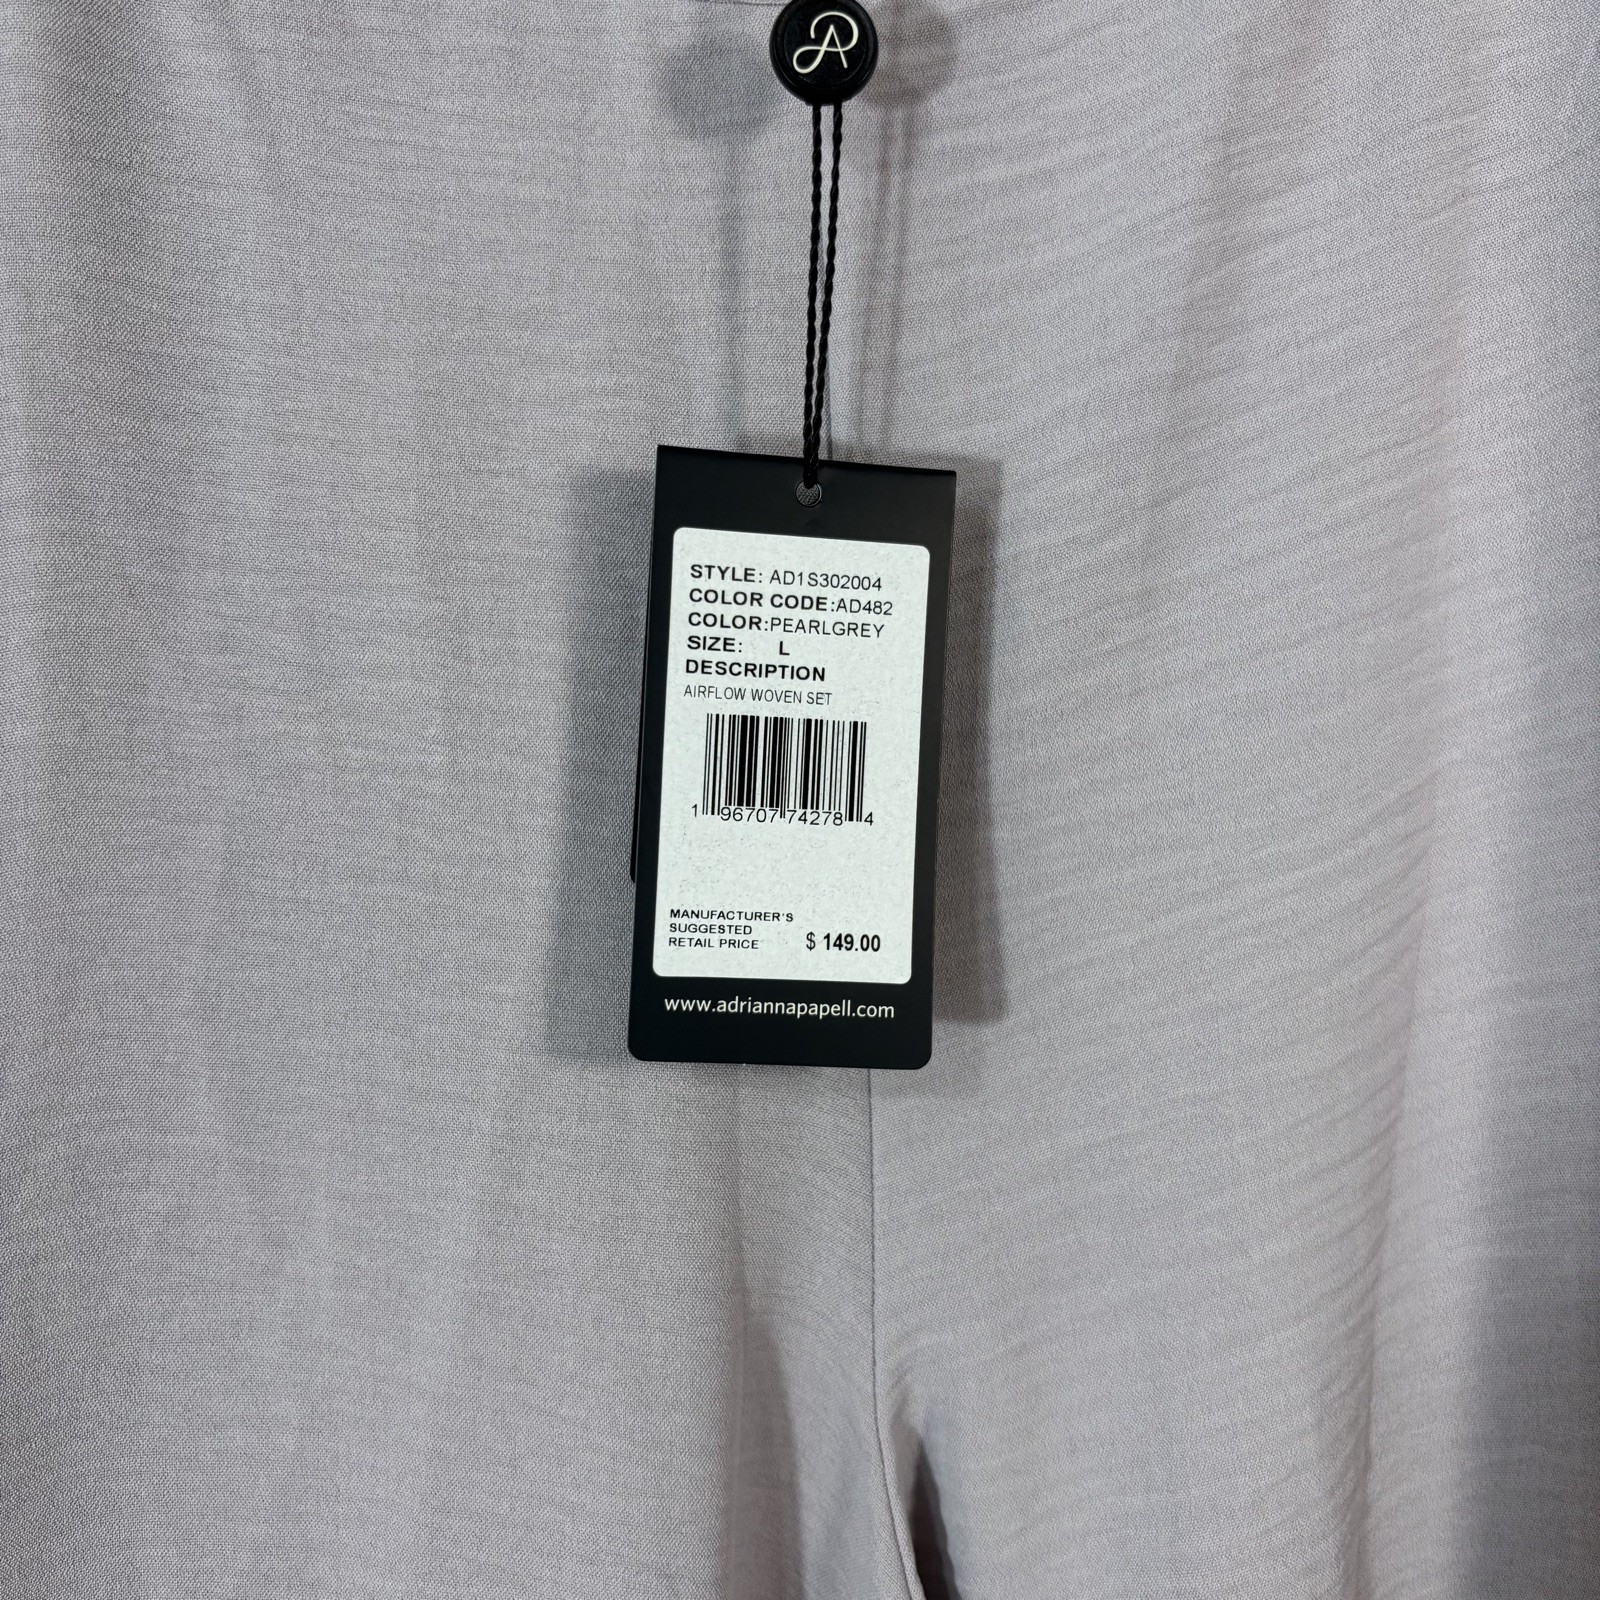 AP
STYLE: AD1S302004
COLOR CODE:AD482
COLOR:PEARLGREY
SIZE: L
DESCRIPTION
AIRFLOW WOVEN SET
1 96707 74278 4
MANUFACTURER'S
SUGGESTED
RETAIL PRICE $ 149.00
www.adriannapapell.com